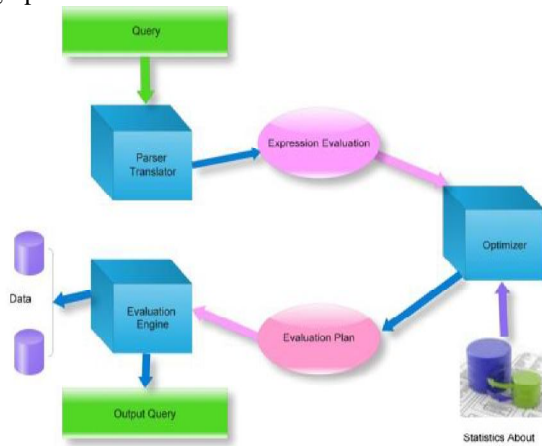 Query
Parser
Translator
Expression Evaluation
Optimizer
Data
Evaluation
Engine
Evaluation Plan
Output Query
Statistics About